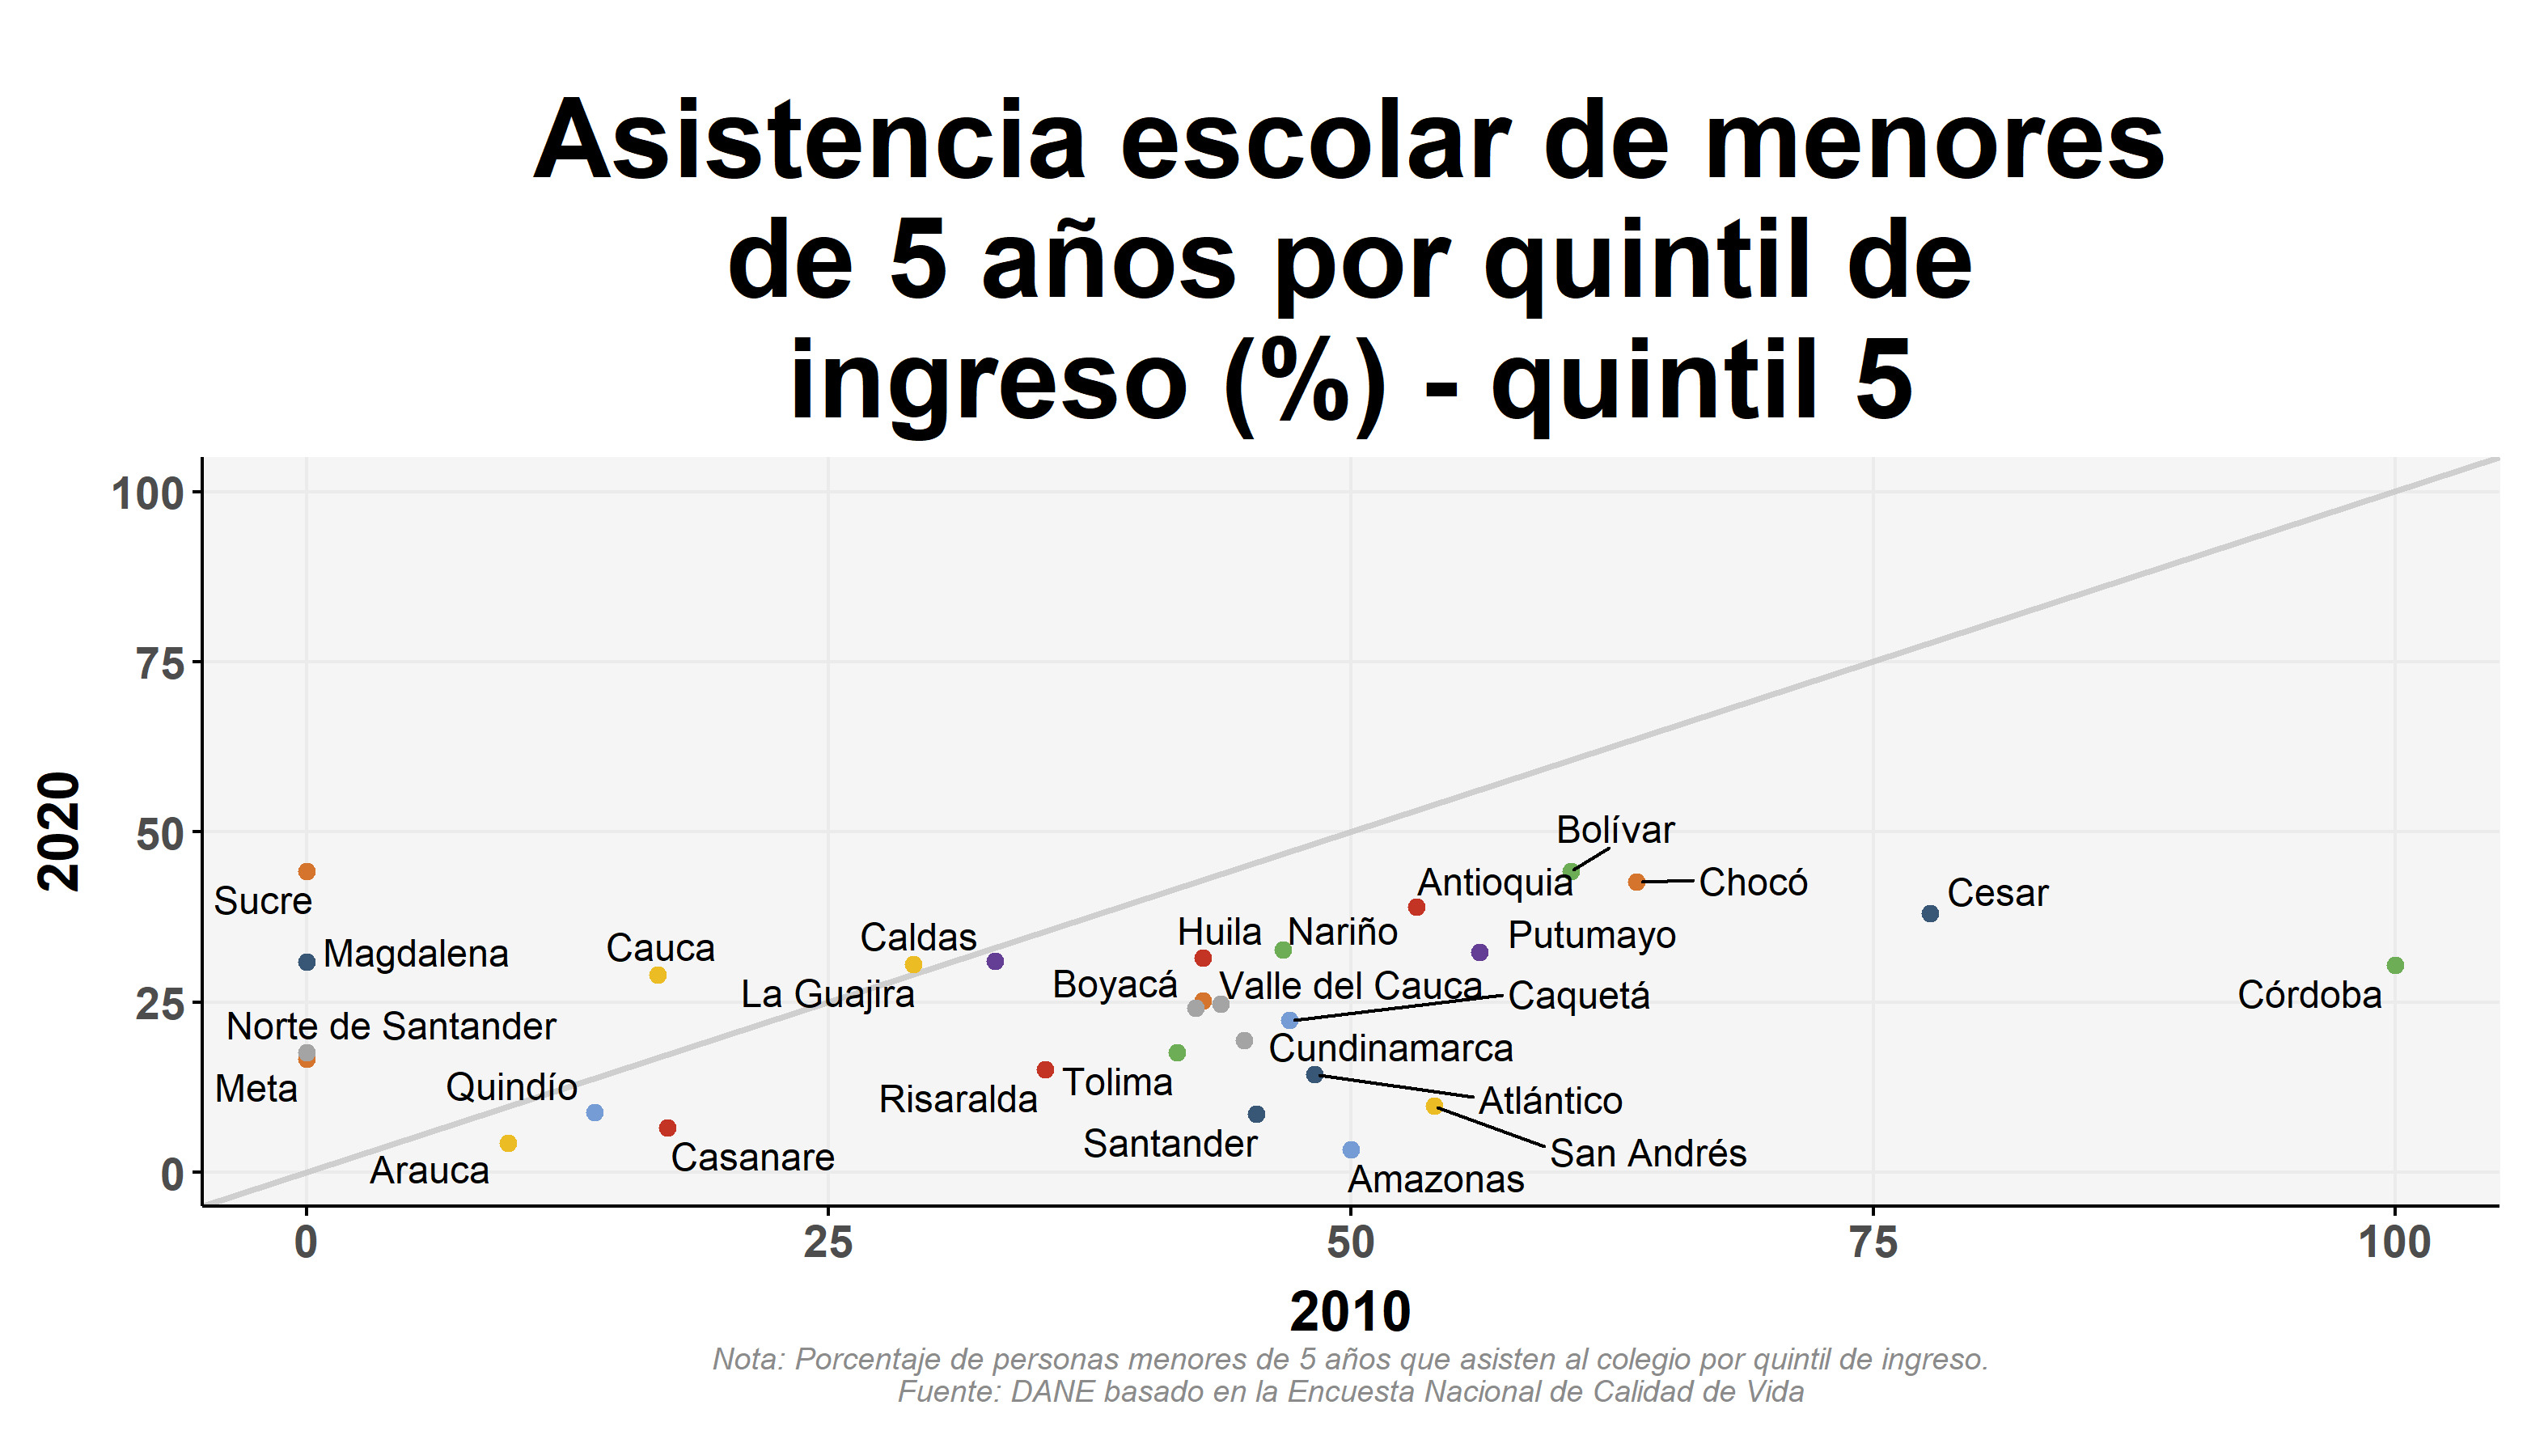 Asistencia escolar de menores
de 5 años por quintil de
ingreso (%) - quintil 5
100
75
50
25
0
2020
Bolívar
Antioquia
Chocó
Cesar
Sucre
Huila
Nariño
Putumayo
Caldas
Cauca
Magdalena
La Guajira
Boyacá
Valle del Cauca
Caquetá
Córdoba
Norte de Santander
Cundinamarca
Meta
Quindío
Tolima
Risaralda
Atlántico
Santander
San Andrés
Casanare
Arauca
Amazonas
0
25
50
75
100
2010
Nota: Porcentaje de personas menores de 5 años que asisten al colegio por quintil de ingreso.
Fuente: DANE basado en la Encuesta Nacional de Calidad de Vida